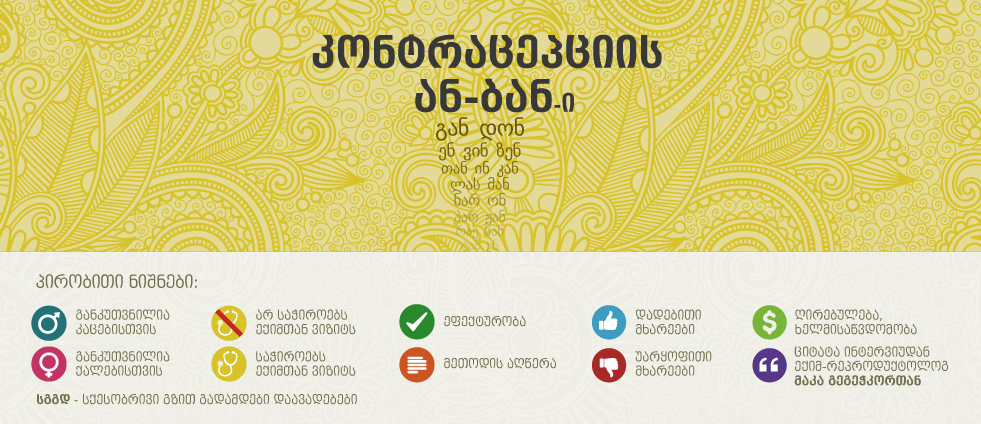 კონტრაცეპციის
ან-ბან-ი
გან დონ
ენ ვინ ზენ
თან ინ კან
ლას მან
ნარ ონ
პირობითი ნიშნები:
განკუთვნილია
კაცებისთვის
არ საჭიროებს
ექიმთან ვიზიტს
ეფექტურობა
დადებითი
მხარეები
ღირებულება,
ხელმისაწვდომობა
განკუთვნილია
ქალებისთვის
საჭიროებს
ექიმთან ვიზიტს
მეთოდის აღწერა
უარყოფითი
მხარეები
ციტატა ინტერვიუდან
ექიმ-რეპროდუქტოლოგ
მაკა გეგეჭკორთან
სგგდ - სქესობრივი გზით გადამდები დაავადებები